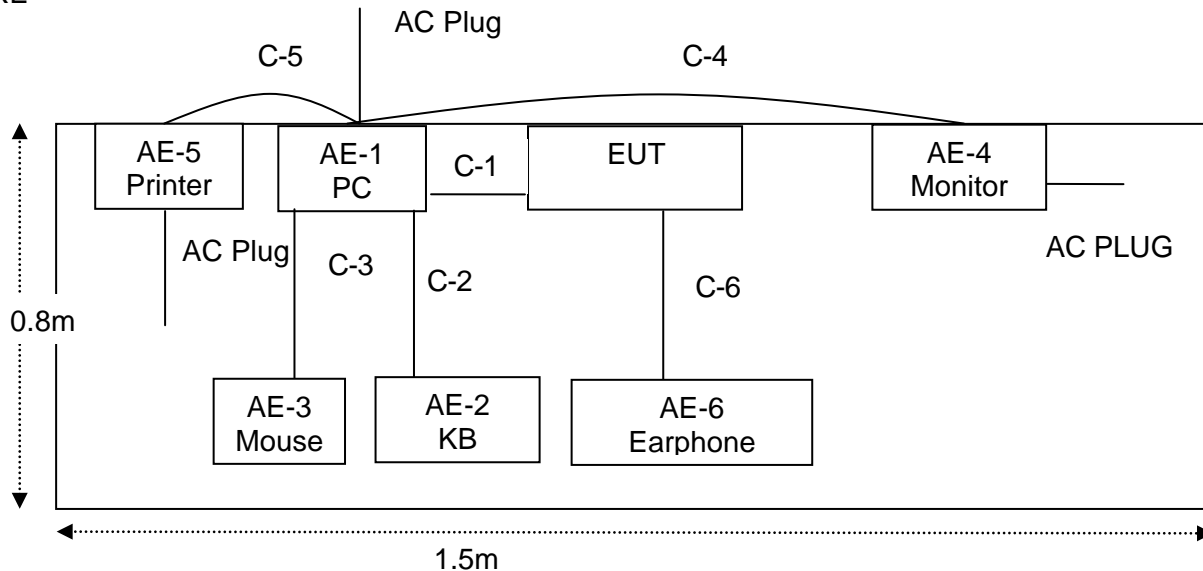 AC Plug
C-5
C-4
AE-5
Printer
AE-1
PC
C-1
EUT
AE-4
Monitor
AC Plug
C-3
C-2
C-6
AC PLUG
0.8m
AE-3
Mouse
AE-2
KB
AE-6
Earphone
1.5m